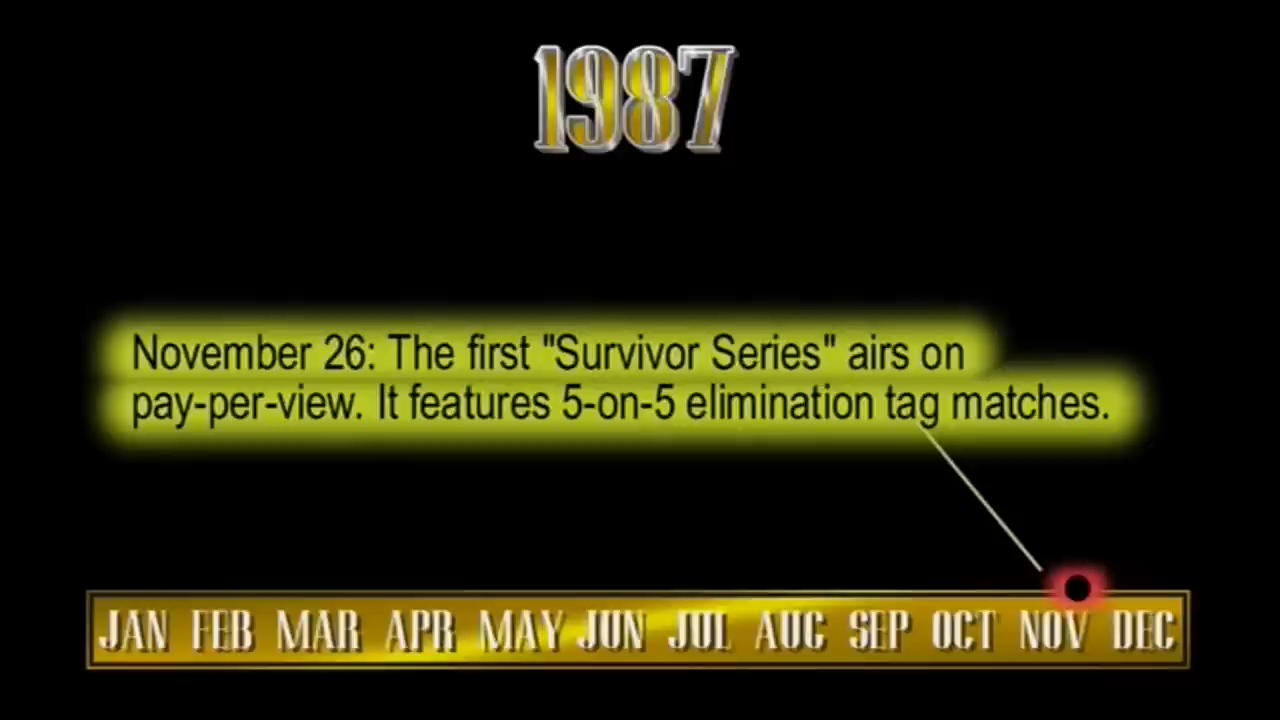 1987
November 26: The first "Survivor Series" airs on
pay-per-view. It features 5-on-5 elimination tag matches.
JAN FEB MAR APR MAY JUN JUL AUG SEP OCT NOV DEC